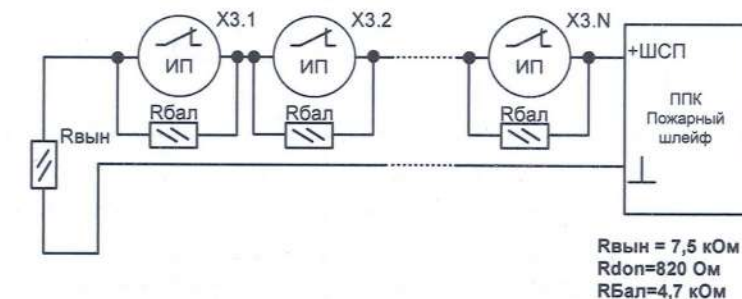 X3.1
X3.2
X3.N
ИП
ИП
ИП
+ШСП
Rбал
Rбал
Rбал
Rвын
ППК
Пожарный
шлейф
Rвын = 7,5 кОм
Rdon=820 Ом
RБал=4,7 кОм